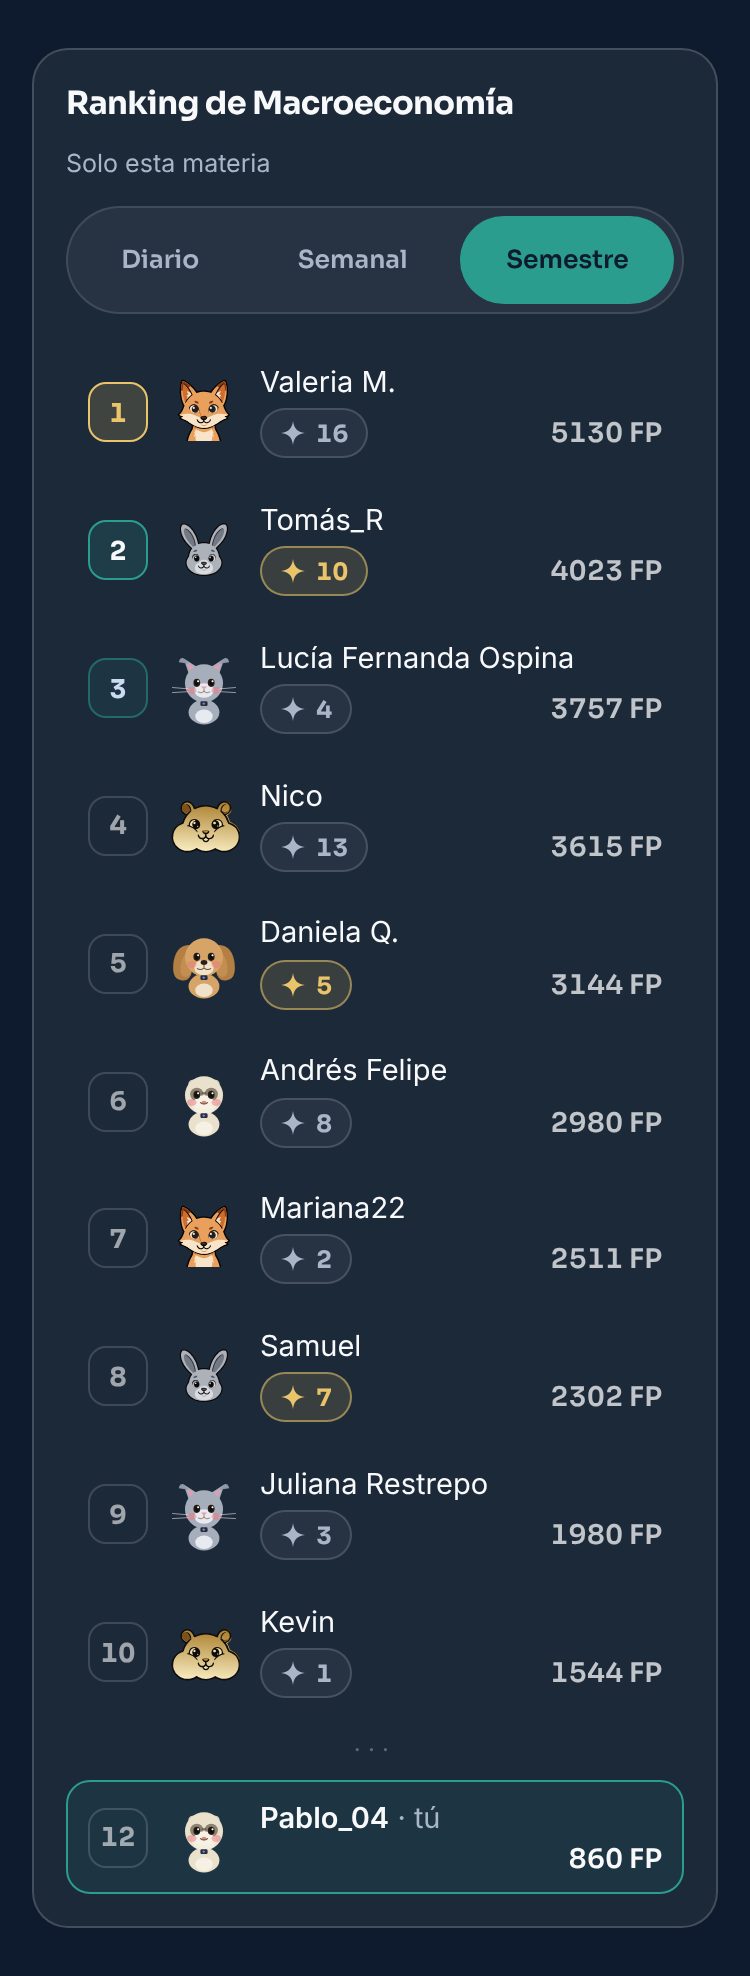 Ranking de Macroeconomía
Solo esta materia
Diario Semanal Semestre
1 Valeria M.
16 5130 FP
2 Tomás_R
10 4023 FP
3 Lucía Fernanda Ospina
4 3757 FP
4 Nico
13 3615 FP
5 Daniela Q.
5 3144 FP
6 Andrés Felipe
8 2980 FP
7 Mariana22
2 2511 FP
8 Samuel
7 2302 FP
9 Juliana Restrepo
3 1980 FP
10 Kevin
1 1544 FP
...
12 Pablo_04 · tú
860 FP